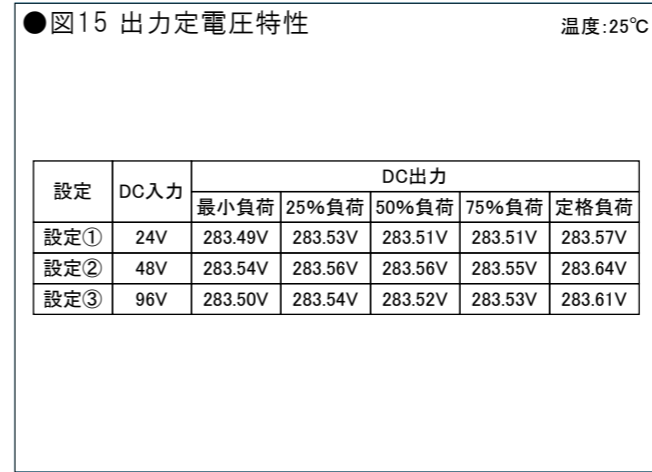 ●図15 出力定電圧特性 温度:25℃
設定 DC入力 DC出力
最小負荷 25%負荷 50%負荷 75%負荷 定格負荷
設定① 24V 283.49V 283.53V 283.51V 283.51V 283.57V
設定② 48V 283.54V 283.56V 283.56V 283.55V 283.64V
設定③ 96V 283.50V 283.54V 283.52V 283.53V 283.61V